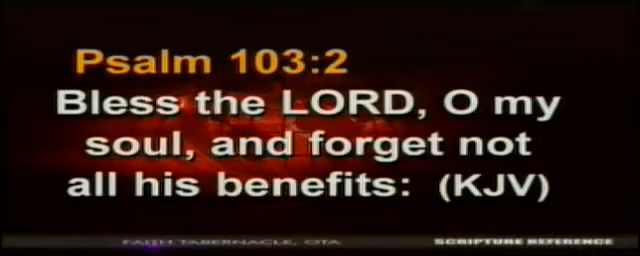 Psalm 103:2
Bless the LORD, O my
soul, and forget not
all his benefits: (KJV)
FAITH TABERNACLE, OTA
SCRIPTURE REFERENCE